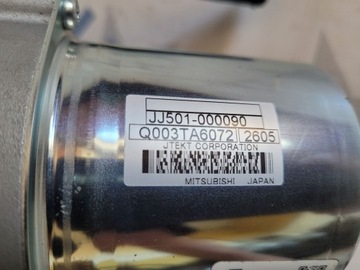 JJ501-000090
Q003TA6072 2605
JTEKT CORPORATION
MITSUBISHI JAPAN